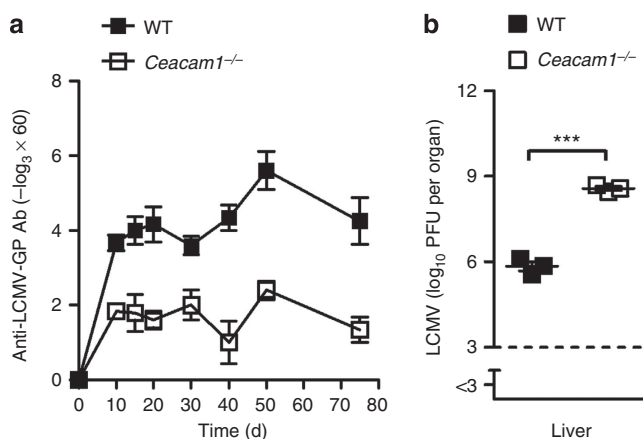 a
WT
Ceacam1–/–
Anti-LCMV-GP Ab (–log3 × 60)
8
6
4
2
0
0 10 20 30 40 50 60 70 80
Time (d)
b
WT
Ceacam1–/–
LCMV (log10 PFU per organ)
12
9
6
3
<3
***
Liver